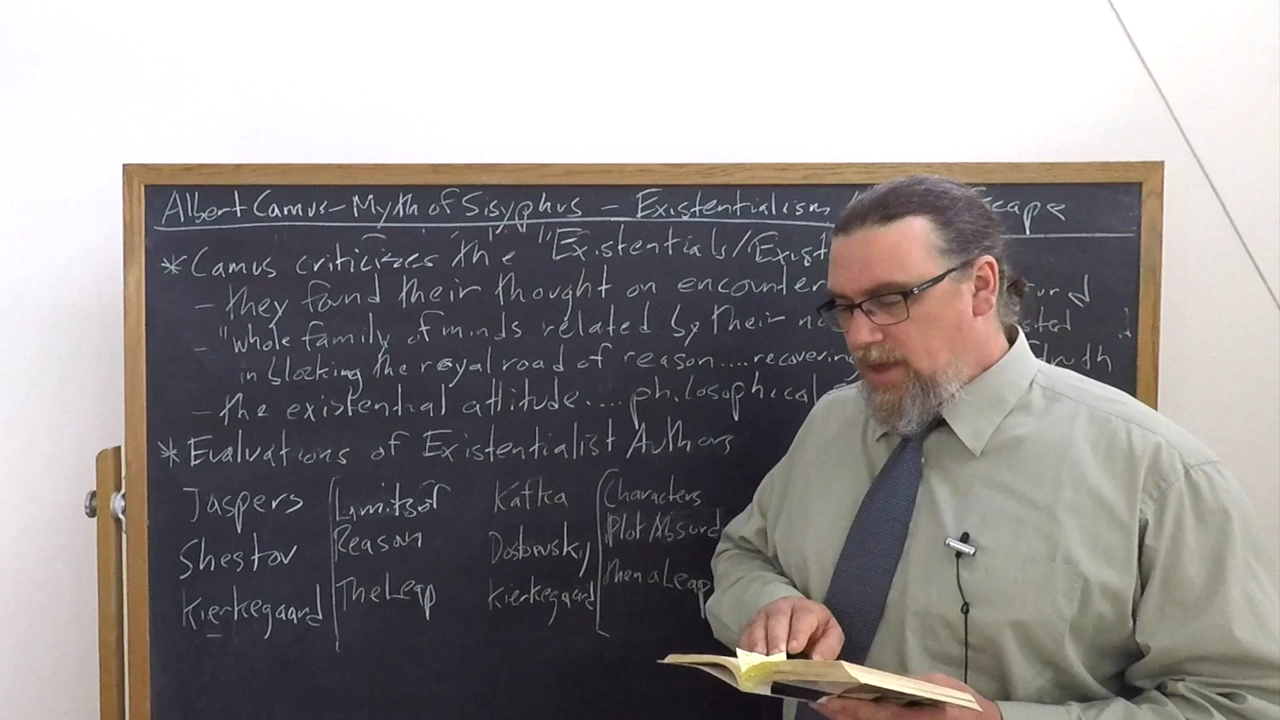 Albert Camus - Myth of Sisyphus - Existentialism
* Camus criticizes the "Existentials/Exist
- they found their thought on encounter
- "whole family of minds related by their
in blocking the royal road of reason.... recovering truth
- the existential attitude.... philosophical
* Evaluations of Existentialist Authors
Jaspers Limits of Kafka Characters
Shestov Reason Dostoevsky Plot Absurd
Kierkegaard The Leap Kierkegaard then a Leap